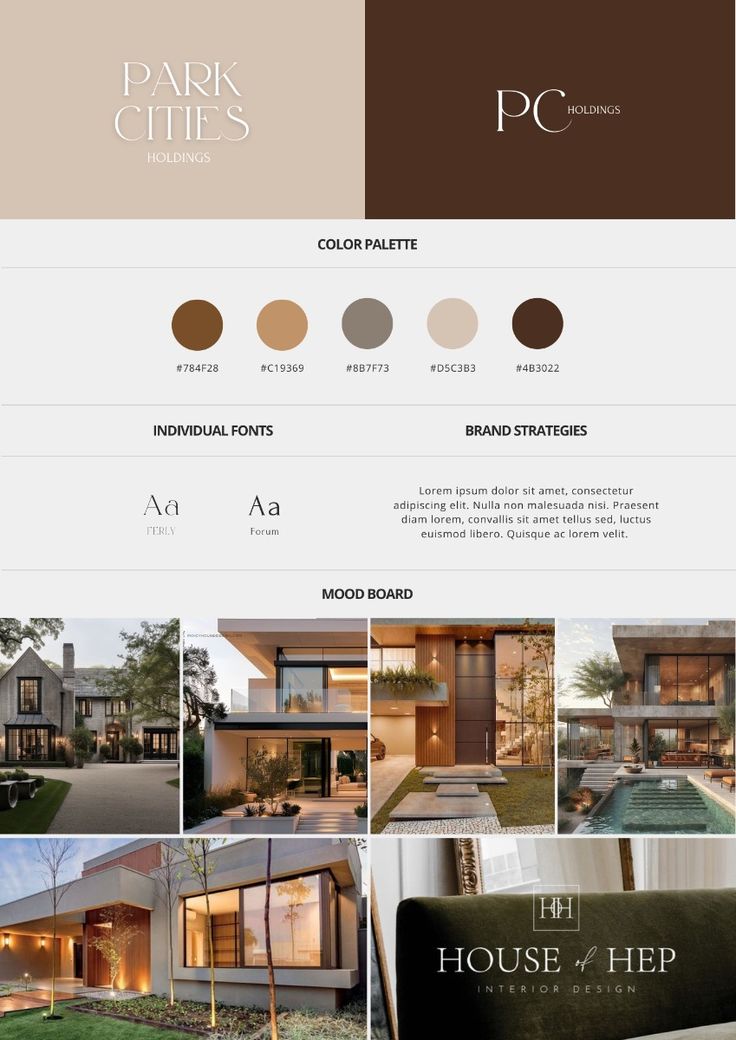 PARK
CITIES
HOLDINGS
PC HOLDINGS
COLOR PALETTE
#784F28
#C19369
#8B7F73
#D5C3B3
#4B3022
INDIVIDUAL FONTS
BRAND STRATEGIES
Aa
FERLY
Aa
Forum
Lorem ipsum dolor sit amet, consectetur
adipiscing elit. Nulla non malesuada nisi. Praesent
diam lorem, convallis sit amet tellus sed, luctus
euismod libero. Quisque ac lorem velit.
MOOD BOARD
HOUSE of HEP
INTERIOR DESIGN